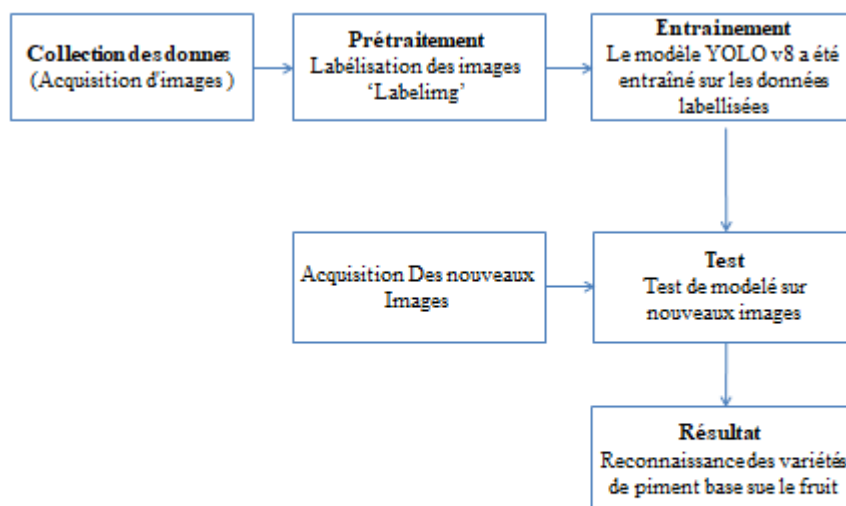 Collection des donnes
(Acquisition d'images )
Prétraitement
Labélisation des images
‘Labelimg’
Entrainement
Le modèle YOLO v8 a été
entraîné sur les données
labellisées
Acquisition Des nouveaux
Images
Test
Test de modelé sur
nouveaux images
Résultat
Reconnaissance des variétés
de piment base sue le fruit